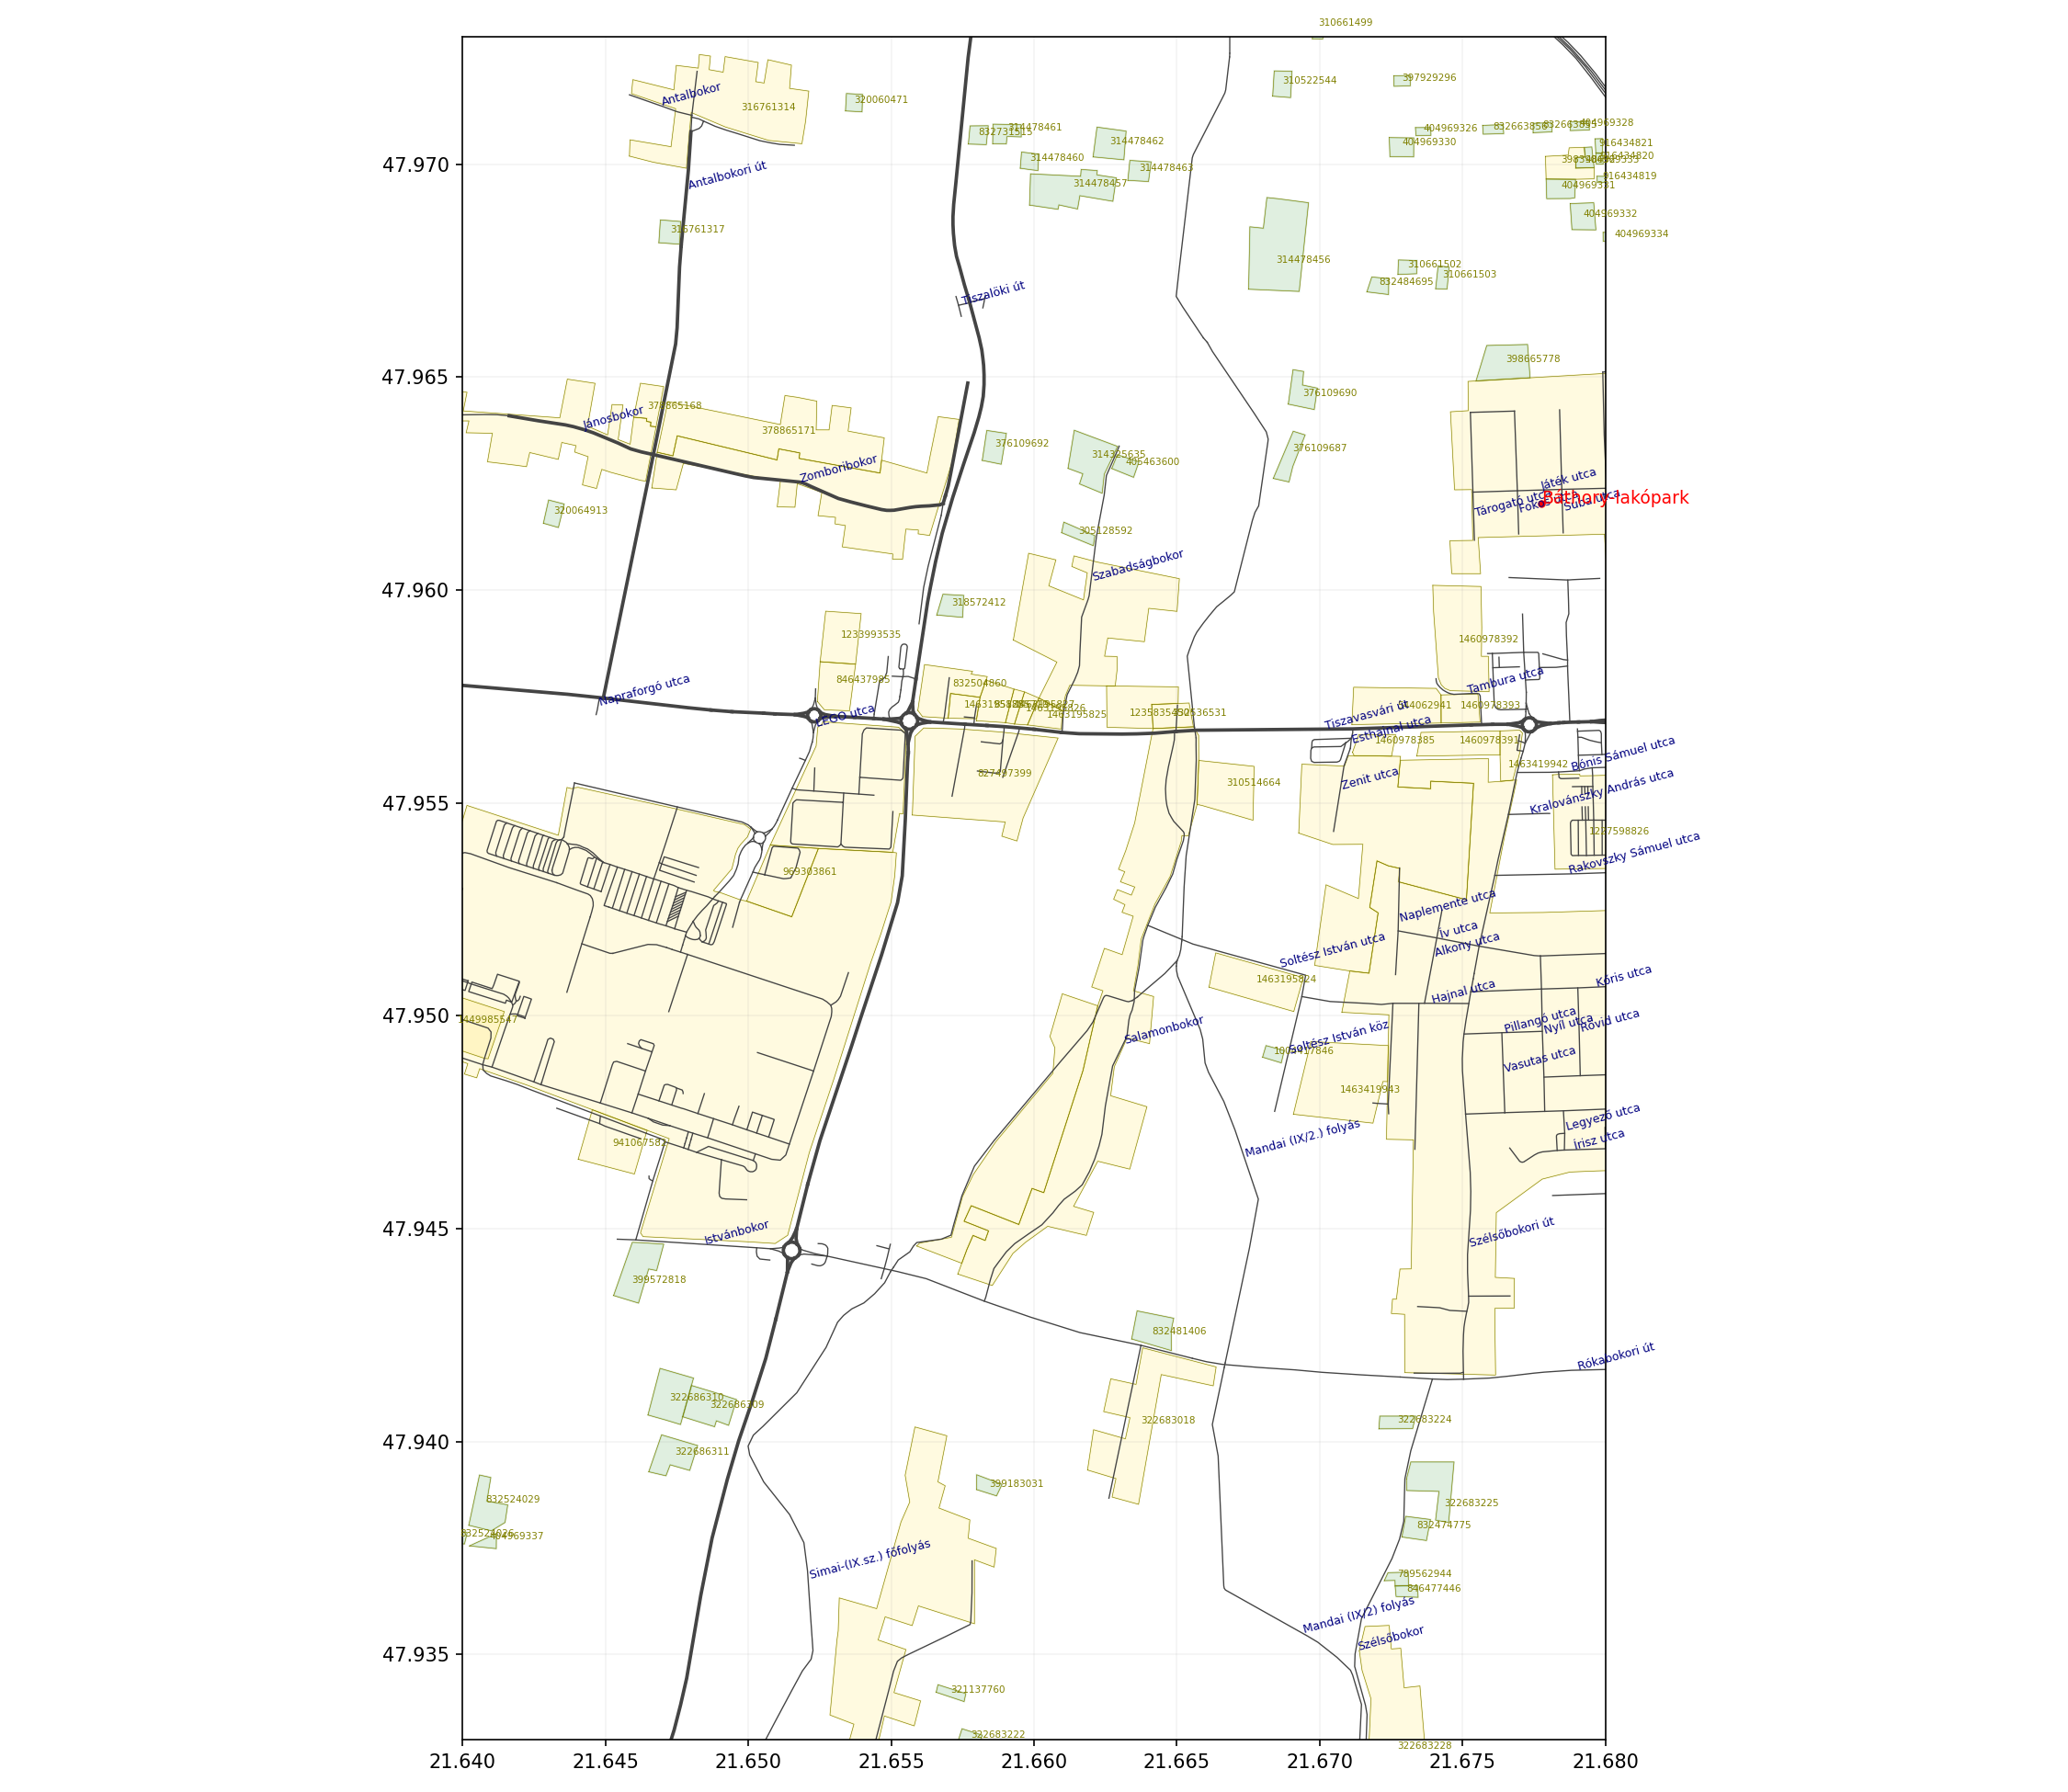 310661499
310522544
397929296
Antalbokor
316761314
320060471
314478461
832731515
314478462
404969326
832663856
404969328
404969330
916434821
916434820
314478460
314478463
314478457
404969331
916434819
Antalbokori út
404969332
316761317
404969334
314478456
310661502
310661503
832484695
Tiszalöki út
398665778
376109690
378865168
Jánosbokor
378865171
376109692
376109687
314325635
405463600
Zomboribokor
Játék utca
Tárogató utca
Báthory-lakópark
Suba utca
320064913
305128592
Szabadságbokor
318572412
1233993535
1460978392
846437985
832504860
Tambura utca
Napraforgó utca
LEGO utca
1463195825
Tiszavasvári út
1460978393
Esthajnal utca
1460978385
1460978391
1463419942
Bónis Sámuel utca
827497399
310514664
Zenit utca
Kralovánszky András utca
1227598826
Rakovszky Sámuel utca
969303861
Naplemente utca
Ív utca
Alkony utca
Soltész István utca
1463195824
Kóris utca
Hajnal utca
1449985547
Salamonbokor
Pillangó utca
Nyíl utca
Rövid utca
Soltész István köz
Vasutas utca
1463419943
Legyező utca
941067582
Mandai (IX/2.) folyás
Írisz utca
Istvánbokor
Szélsőbokori út
399572818
832481406
Rókabokori út
322686310
322686309
322683018
322683224
322686311
399183031
832524029
322683225
404969337
832474775
Simai-(IX.sz.) főfolyás
789562944
846477446
Mandai (IX/2) folyás
Szélsőbokor
321137760
322683222
322683228
47.970
47.965
47.960
47.955
47.950
47.945
47.940
47.935
21.640 21.645 21.650 21.655 21.660 21.665 21.670 21.675 21.680